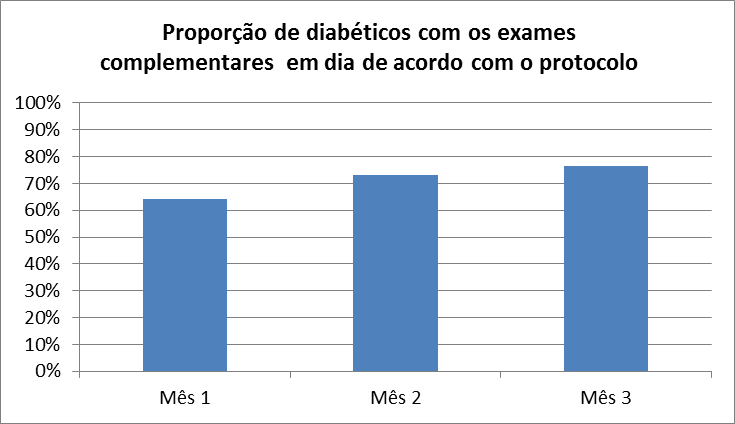 Proporção de diabéticos com os exames
complementares em dia de acordo com o protocolo
100%
90%
80%
70%
60%
50%
40%
30%
20%
10%
0%
Mês 1
Mês 2
Mês 3